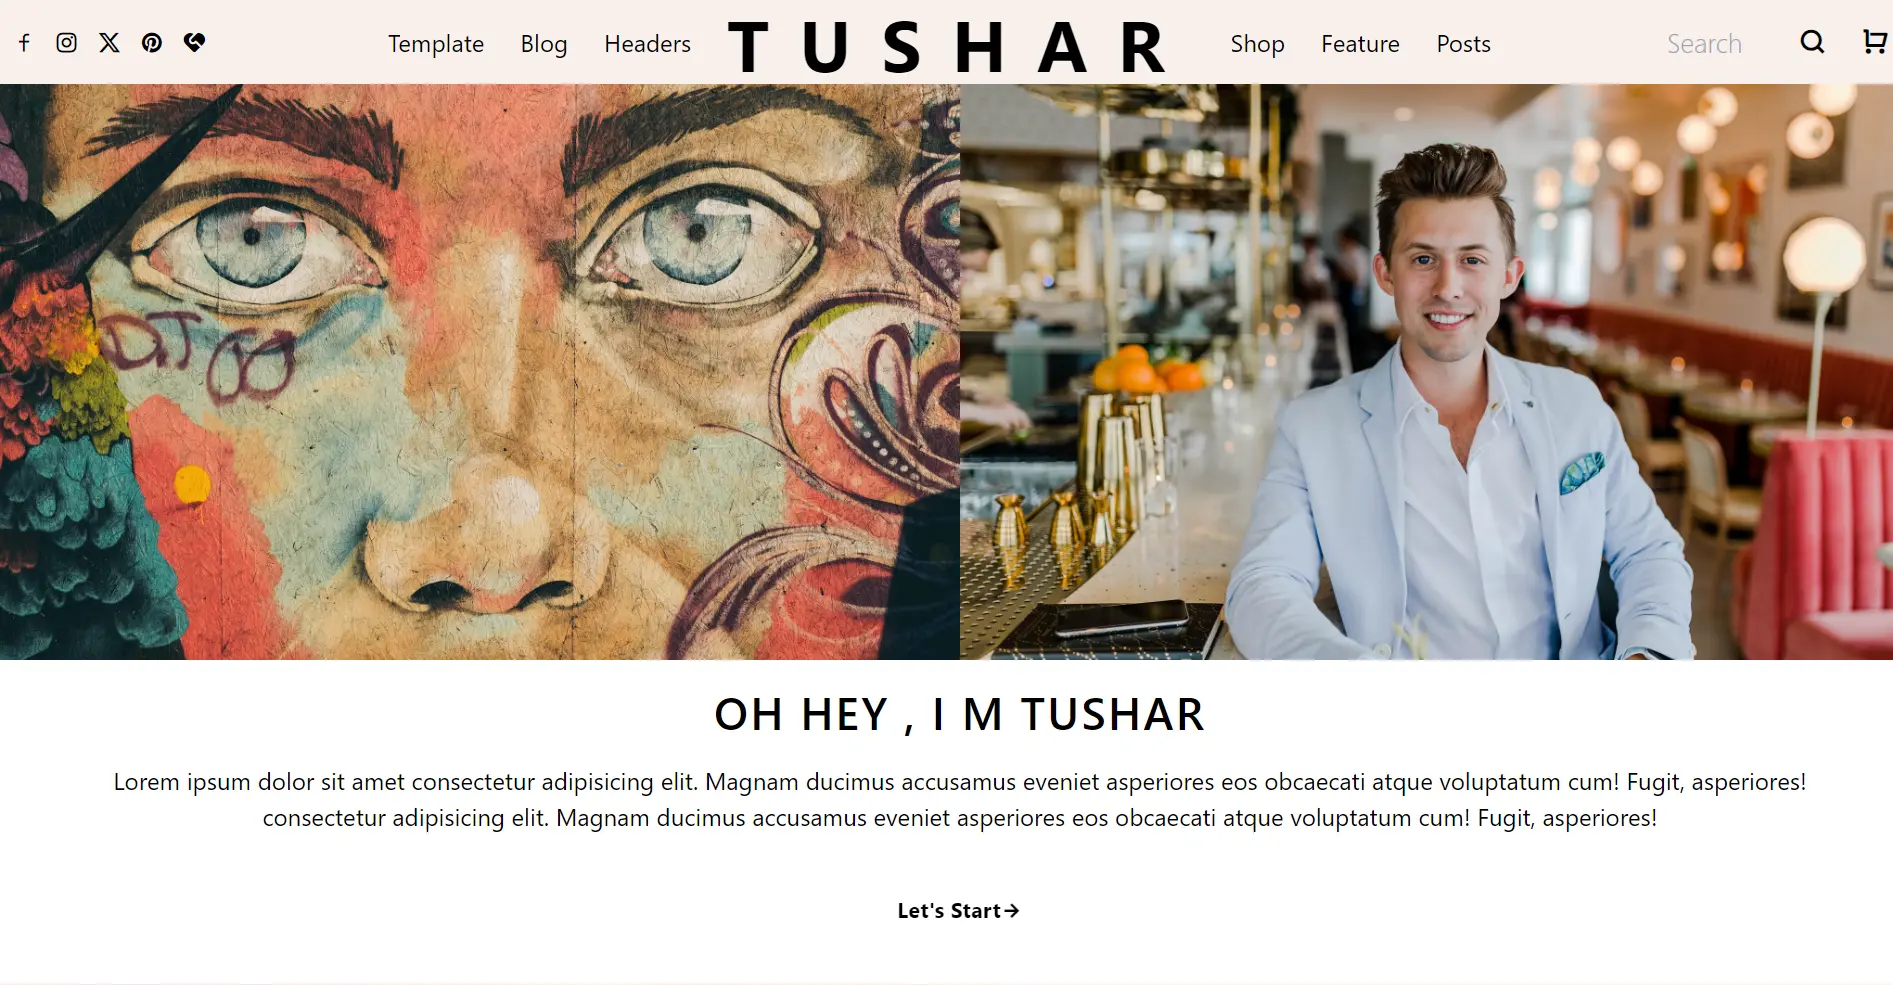 Template Blog Headers TUSHAR Shop Feature Posts Search
OH HEY , I M TUSHAR
Lorem ipsum dolor sit amet consectetur adipisicing elit. Magnam ducimus accusamus eveniet asperiores eos obcaecati atque voluptatum cum! Fugit, asperiores!
consectetur adipisicing elit. Magnam ducimus accusamus eveniet asperiores eos obcaecati atque voluptatum cum! Fugit, asperiores!
Let's Start→